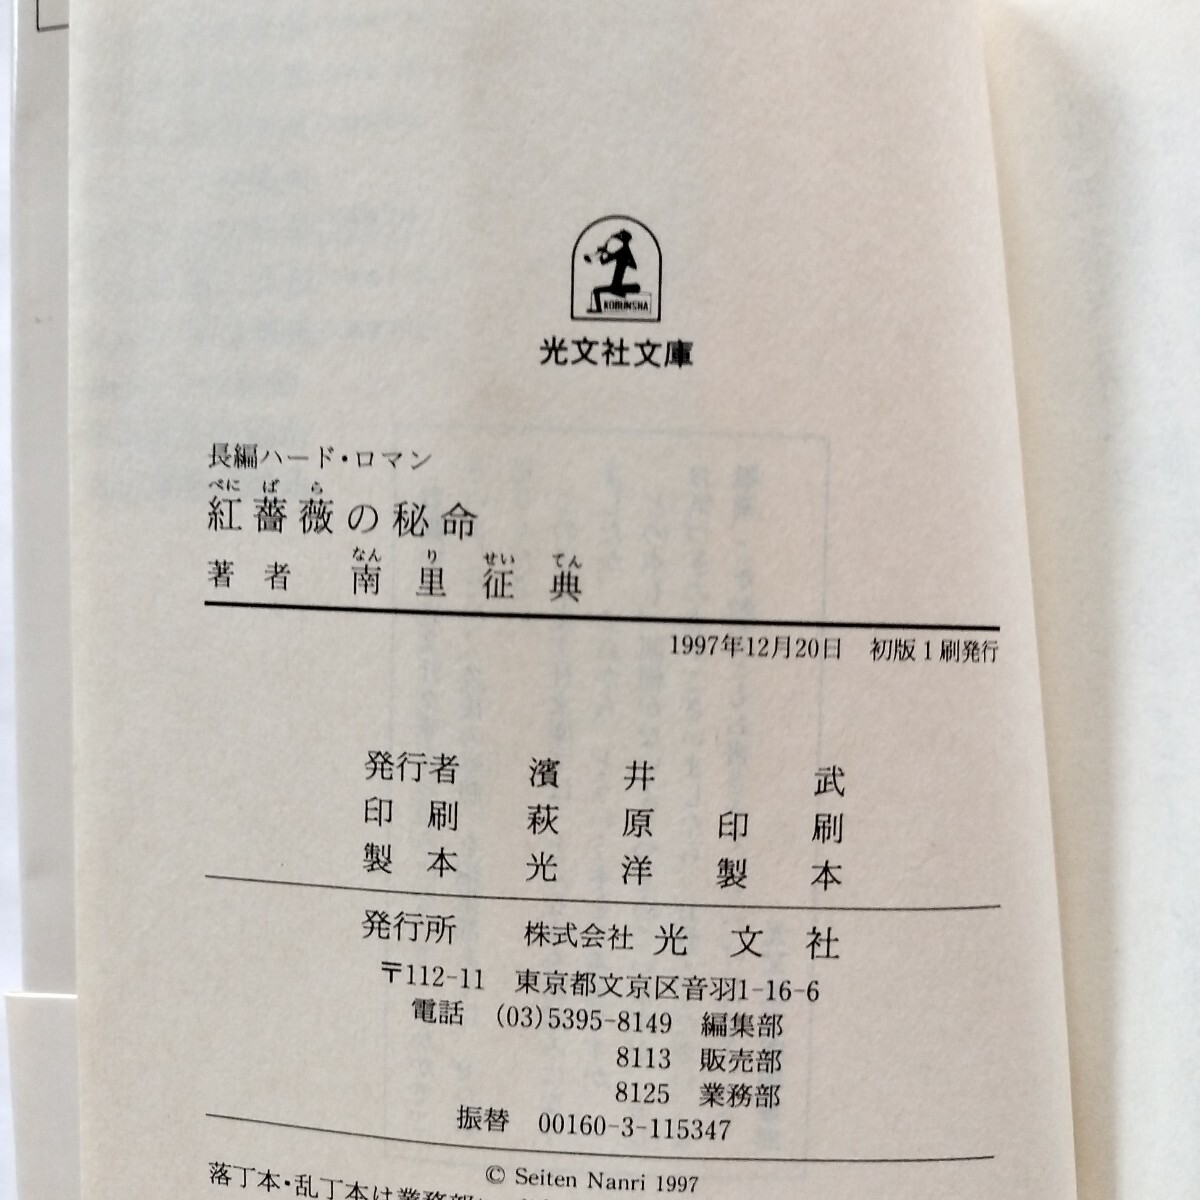 KOBUNSHA
光文社文庫
長編ハード・ロマン
べに ば ら
紅薔薇の秘命
なん り せい てん
著者 南里征典
1997年12月20日 初版1刷発行
発行者 濱井武
印刷 萩原印刷
製本 光洋製本
発行所 株式会社 光文社
〒112-11 東京都文京区音羽1-16-6
電話 (03)5395-8149 編集部
8113 販売部
8125 業務部
振替 00160-3-115347
© Seiten Nanri 1997
落丁本・乱丁本は業務部